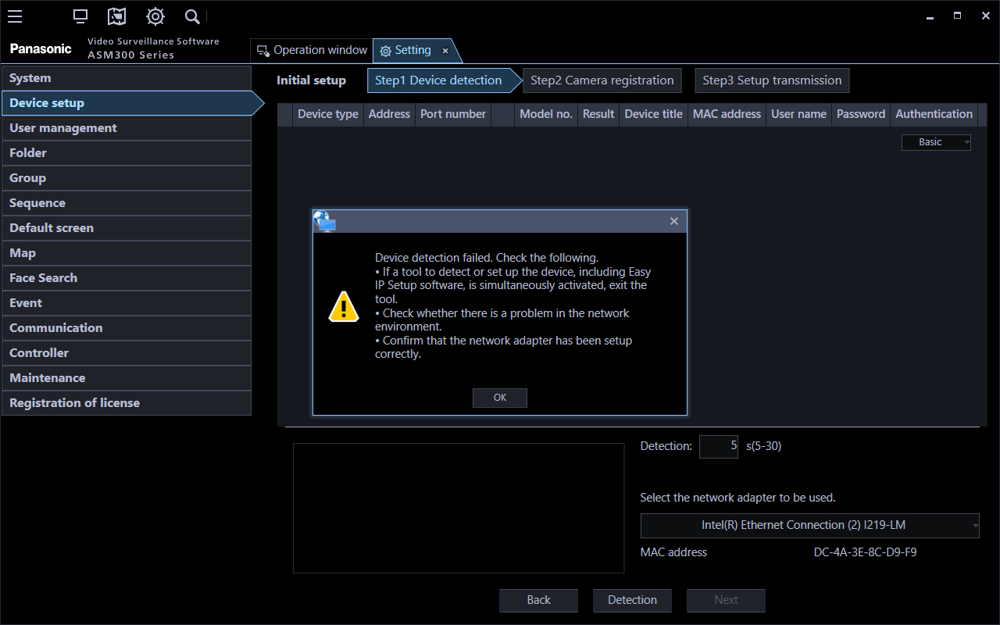 Panasonic
Video Surveillance Software
ASM300 Series
Operation window
Setting
System
Device setup
User management
Folder
Group
Sequence
Default screen
Map
Face Search
Event
Communication
Controller
Maintenance
Registration of license
Initial setup
Step1 Device detection
Step2 Camera registration
Step3 Setup transmission
Device type Address Port number Model no. Result Device title MAC address User name Password Authentication
Basic
Device detection failed. Check the following.
• If a tool to detect or set up the device, including Easy
IP Setup software, is simultaneously activated, exit the
tool.
• Check whether there is a problem in the network
environment.
• Confirm that the network adapter has been setup
correctly.
OK
Detection: 5 s(5-30)
Select the network adapter to be used.
Intel(R) Ethernet Connection (2) I219-LM
MAC address DC-4A-3E-8C-D9-F9
Back
Detection
Next